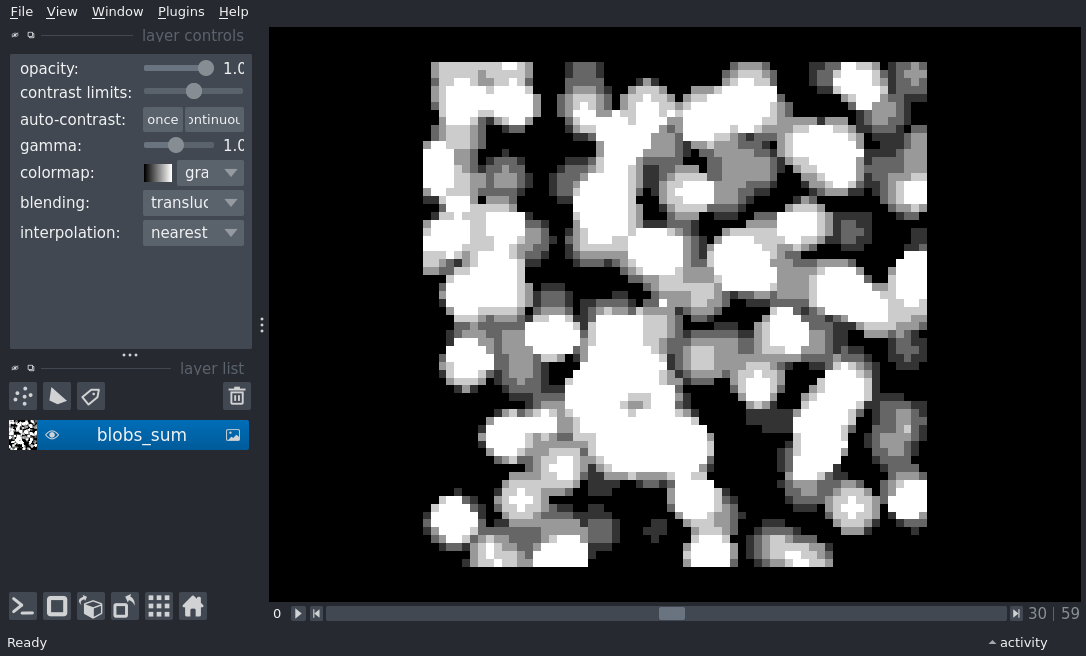 File View Window Plugins Help
layer controls
opacity: 1.0
contrast limits:
auto-contrast: once ontinuou
gamma: 1.0
colormap: gra
blending: transluc
interpolation: nearest
layer list
blobs_sum
0 30 | 59
Ready activity